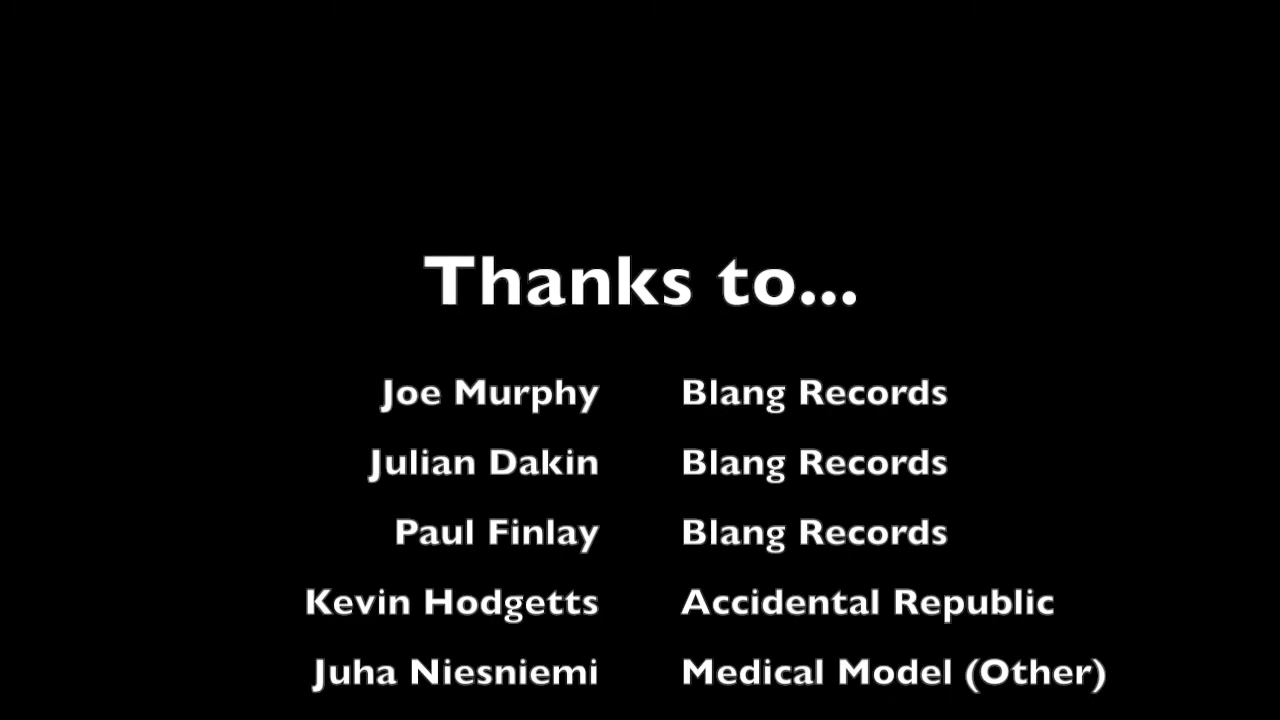 Thanks to...
Joe Murphy Blang Records
Julian Dakin Blang Records
Paul Finlay Blang Records
Kevin Hodgetts Accidental Republic
Juha Niesniemi Medical Model (Other)